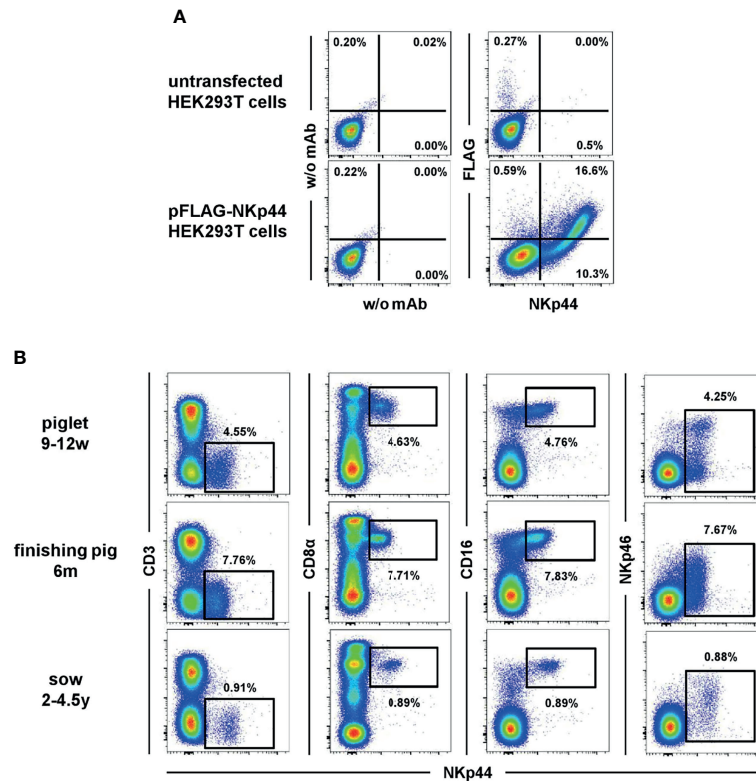 A
untransfected
HEK293T cells
pFLAG-NKp44
HEK293T cells
w/o mAb
0.20%
0.02%
0.00%
FLAG
0.27%
0.00%
0.5%
0.22%
0.00%
0.00%
0.59%
16.6%
10.3%
w/o mAb
NKp44
B
piglet
9-12w
finishing pig
6m
sow
2-4.5y
CD3
4.55%
7.76%
0.91%
CD8α
4.63%
7.71%
0.89%
CD16
4.76%
7.83%
0.89%
NKp46
4.25%
7.67%
0.88%
NKp44